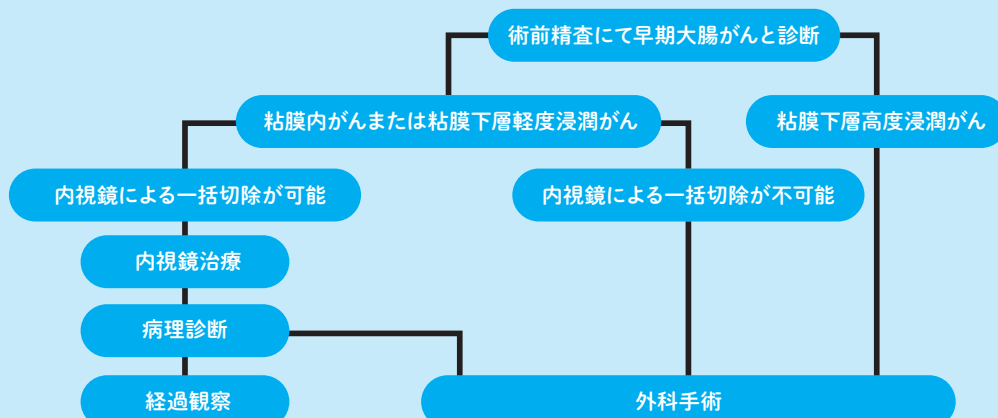 術前精査にて早期大腸がんと診断
粘膜内がんまたは粘膜下層軽度浸潤がん
粘膜下層高度浸潤がん
内視鏡による一括切除が可能
内視鏡による一括切除が不可能
内視鏡治療
病理診断
経過観察
外科手術